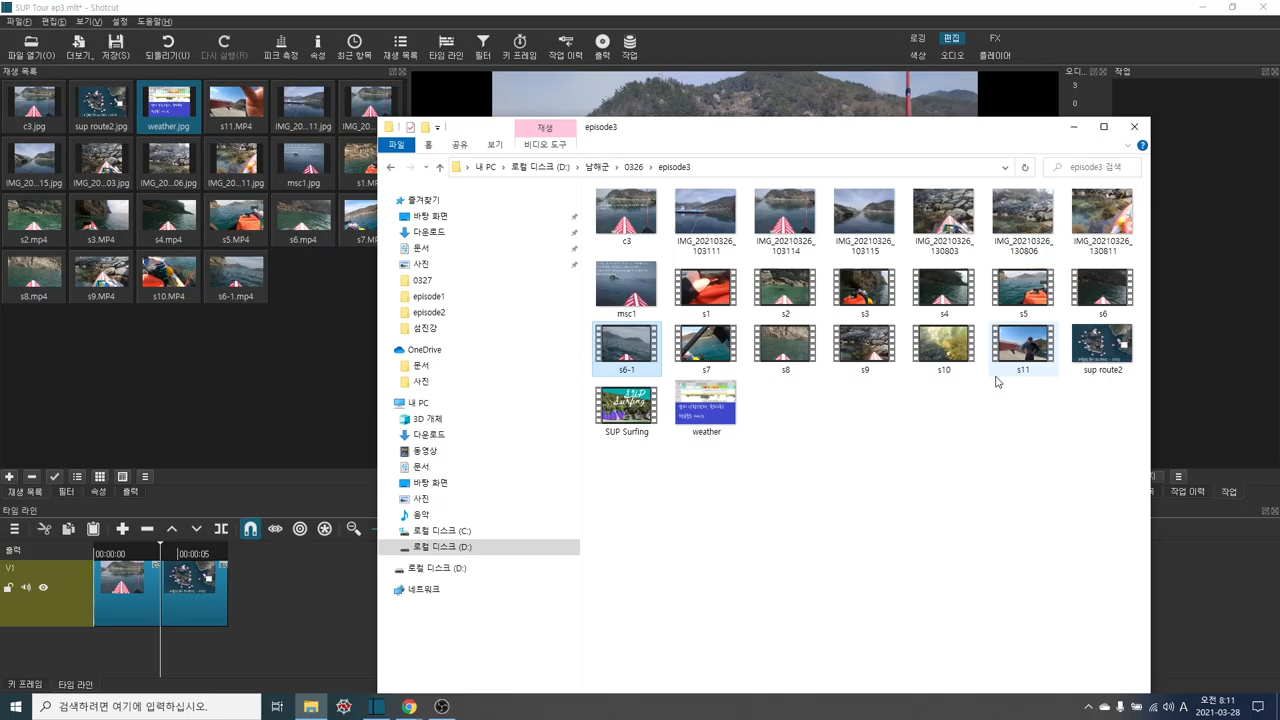 SUP Tour ep3.mlt* - Shotcut
파일(F) 편집(E) 보기(V) 설정 도움말(H)
파일 열기(O) 더보기.. 저장(S) 되돌리기(U) 다시 실행(R) 피크 측정 속성 최근 항목 재생 목록 타임 라인 필터 키 프레임 작업 이력 출력 작업
로깅 편집 FX
색상 오디오 플레이어
재생 목록
오디...
작업
3
0
c3.jpg sup route2.jpg weather.jpg s11.MP4 IMG_20...11.jpg IMG_20...
IMG_20...15.jpg IMG_20...03.jpg IMG_20...06.jpg IMG_20...11.jpg msc1.jpg s1.MP...
s2.mp4 s3.MP4 s4.mp4 s5.MP4 s6.mp4 s7.M...
s8.mp4 s9.MP4 s10.MP4 s6-1.mp4
재생 episode3
파일 홈 공유 보기 비디오 도구
내 PC 로컬 디스크 (D:) 남해군 0326 episode3
episode3 검색
즐겨찾기
바탕 화면
다운로드
문서
사진
0327
episode1
episode2
섬진강
OneDrive
문서
사진
내 PC
3D 개체
다운로드
동영상
문서
바탕 화면
사진
음악
로컬 디스크 (C:)
로컬 디스크 (D:)
로컬 디스크 (D:)
네트워크
c3 IMG_20210326_103111 IMG_20210326_103114 IMG_20210326_103115 IMG_20210326_130803 IMG_20210326_130806 IMG_20210326_130811
msc1 s1 s2 s3 s4 s5 s6
s6-1 s7 s8 s9 s10 s11 sup route2
SUP Surfing
SUP Surfing weather
재생 목록 필터 속성 출력
작업 이력 작업
타임 라인
출력
00:00:00 00:00:05
V1
키 프레임 타임 라인
검색하려면 여기에 입력하십시오.
A
오전 8:11
2021-03-28